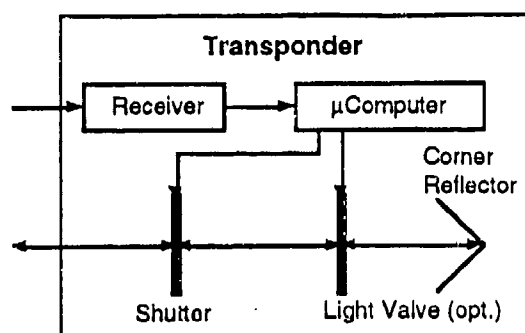 Transponder
Receiver
µComputer
Corner
Reflector
Shutter
Light Valve (opt.)